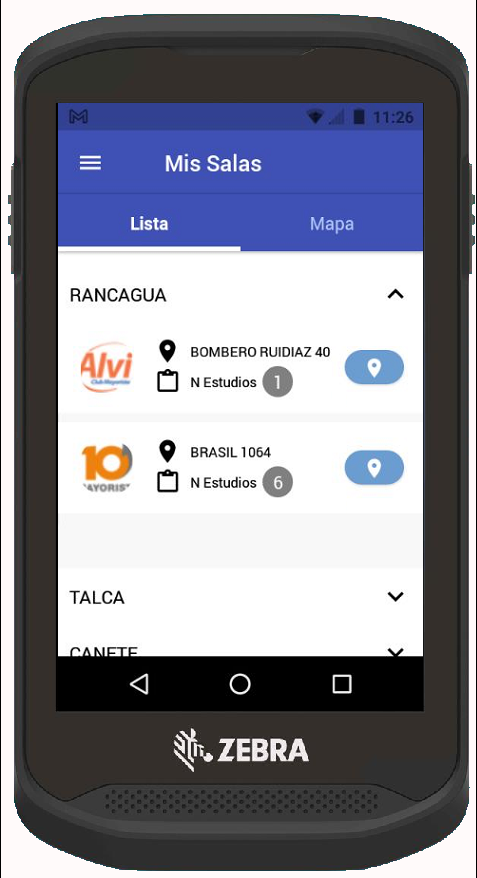 11:26
Mis Salas
Lista
Mapa
RANCAGUA
Alvi
Club Mayorista
BOMBERO RUIDIAZ 40
N Estudios 1
10
MAYORIS
BRASIL 1064
N Estudios 6
TALCA
CANETE
ZEBRA